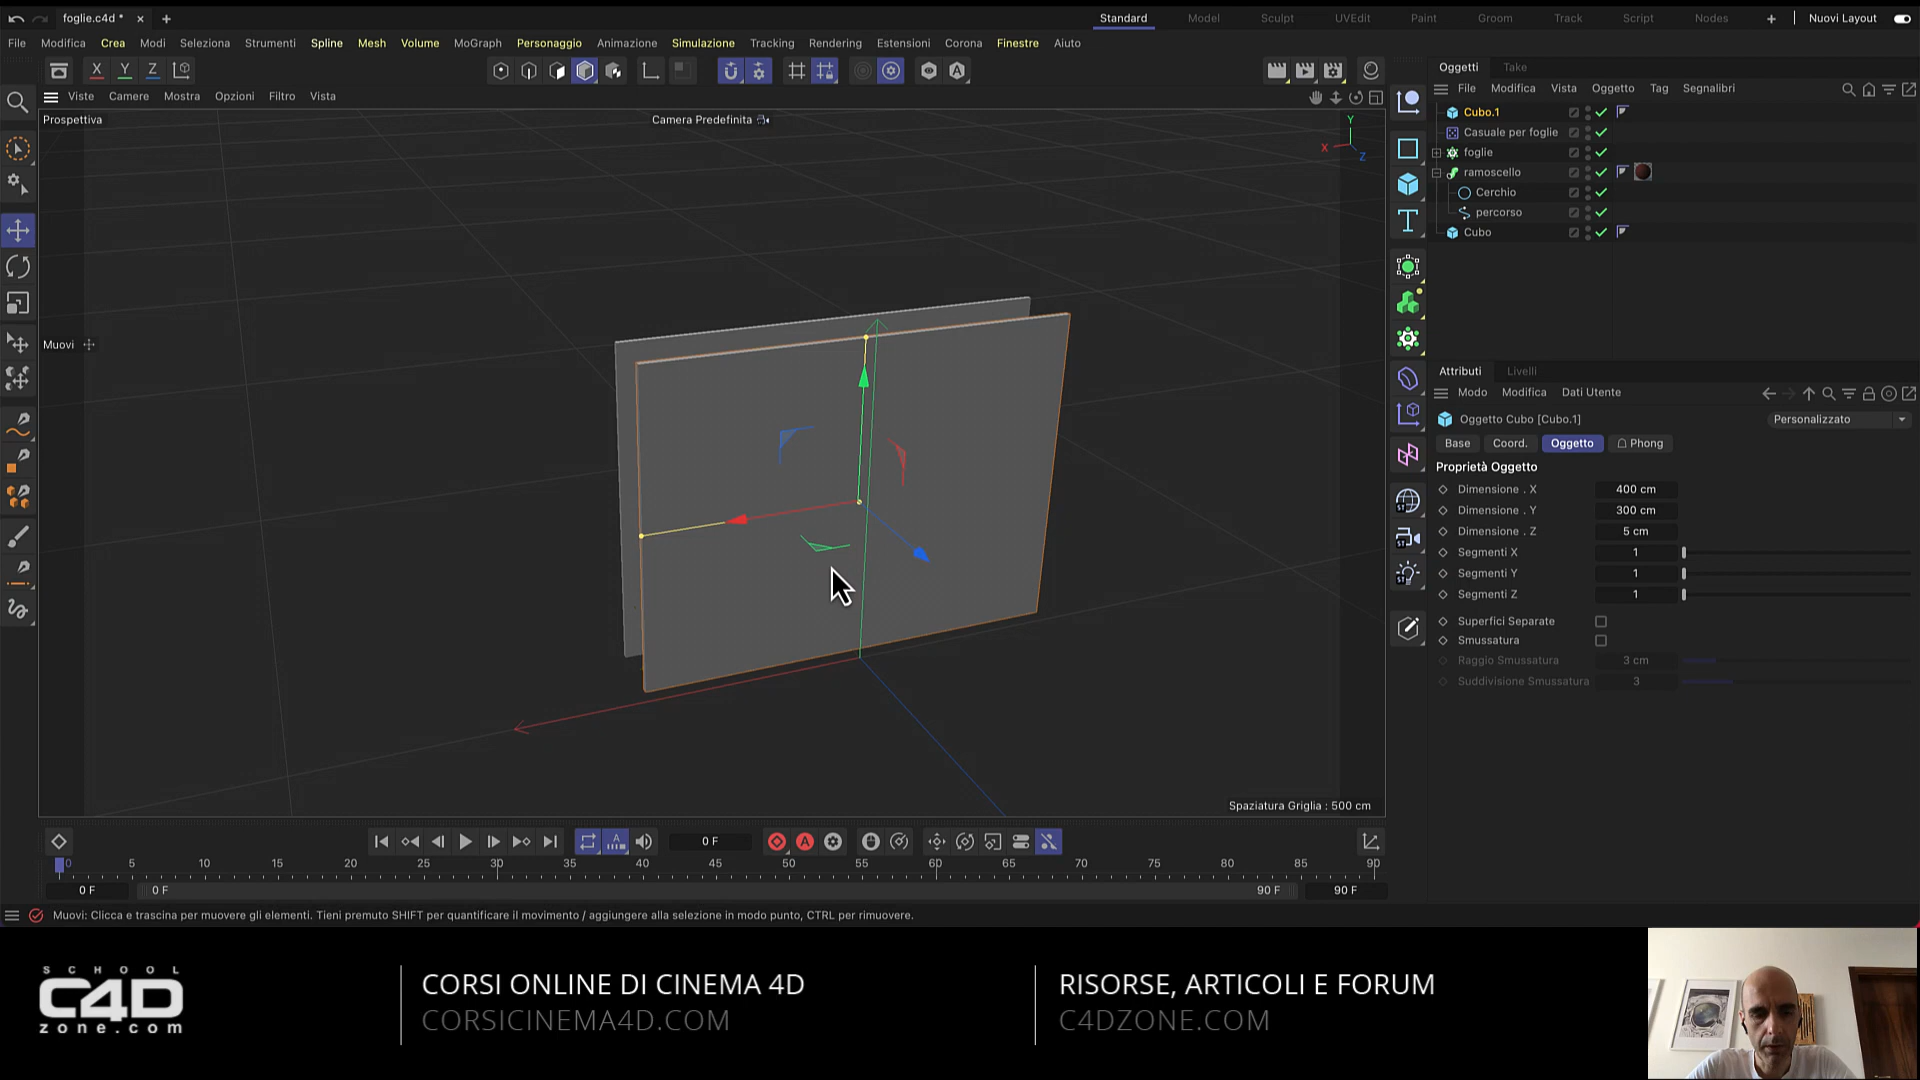 foglie.c4d *
Standard
Model
Sculpt
UVEdit
Paint
Groom
Track
Script
Nodes
Nuovi Layout
File Modifica Crea Modi Seleziona Strumenti Spline Mesh Volume MoGraph Personaggio Animazione Simulazione Tracking Rendering Estensioni Corona Finestre Aiuto
X Y Z
Viste Camere Mostra Opzioni Filtro Vista
Prospettiva
Camera Predefinita
Y
X
Z
Muovi
Spaziatura Griglia : 500 cm
Oggetti Take
File Modifica Vista Oggetto Tag Segnalibri
Cubo.1
Casuale per foglie
foglie
ramoscello
Cerchio
percorso
Cubo
Attributi Livelli
Modo Modifica Dati Utente
Oggetto Cubo [Cubo.1]
Personalizzato
Base Coord. Oggetto Phong
Proprietà Oggetto
Dimensione . X 400 cm
Dimensione . Y 300 cm
Dimensione . Z 5 cm
Segmenti X 1
Segmenti Y 1
Segmenti Z 1
Superfici Separate
Smussatura
Raggio Smussatura 3 cm
Suddivisione Smussatura 3
0 F
0 5 10 15 20 25 30 35 40 45 50 55 60 65 70 75 80 85 90
0 F 0 F 90 F 90 F
Muovi: Clicca e trascina per muovere gli elementi. Tieni premuto SHIFT per quantificare il movimento / aggiungere alla selezione in modo punto, CTRL per rimuovere.
SCHOOL
C4D
zone.com
CORSI ONLINE DI CINEMA 4D
CORSICINEMA4D.COM
RISORSE, ARTICOLI E FORUM
C4DZONE.COM